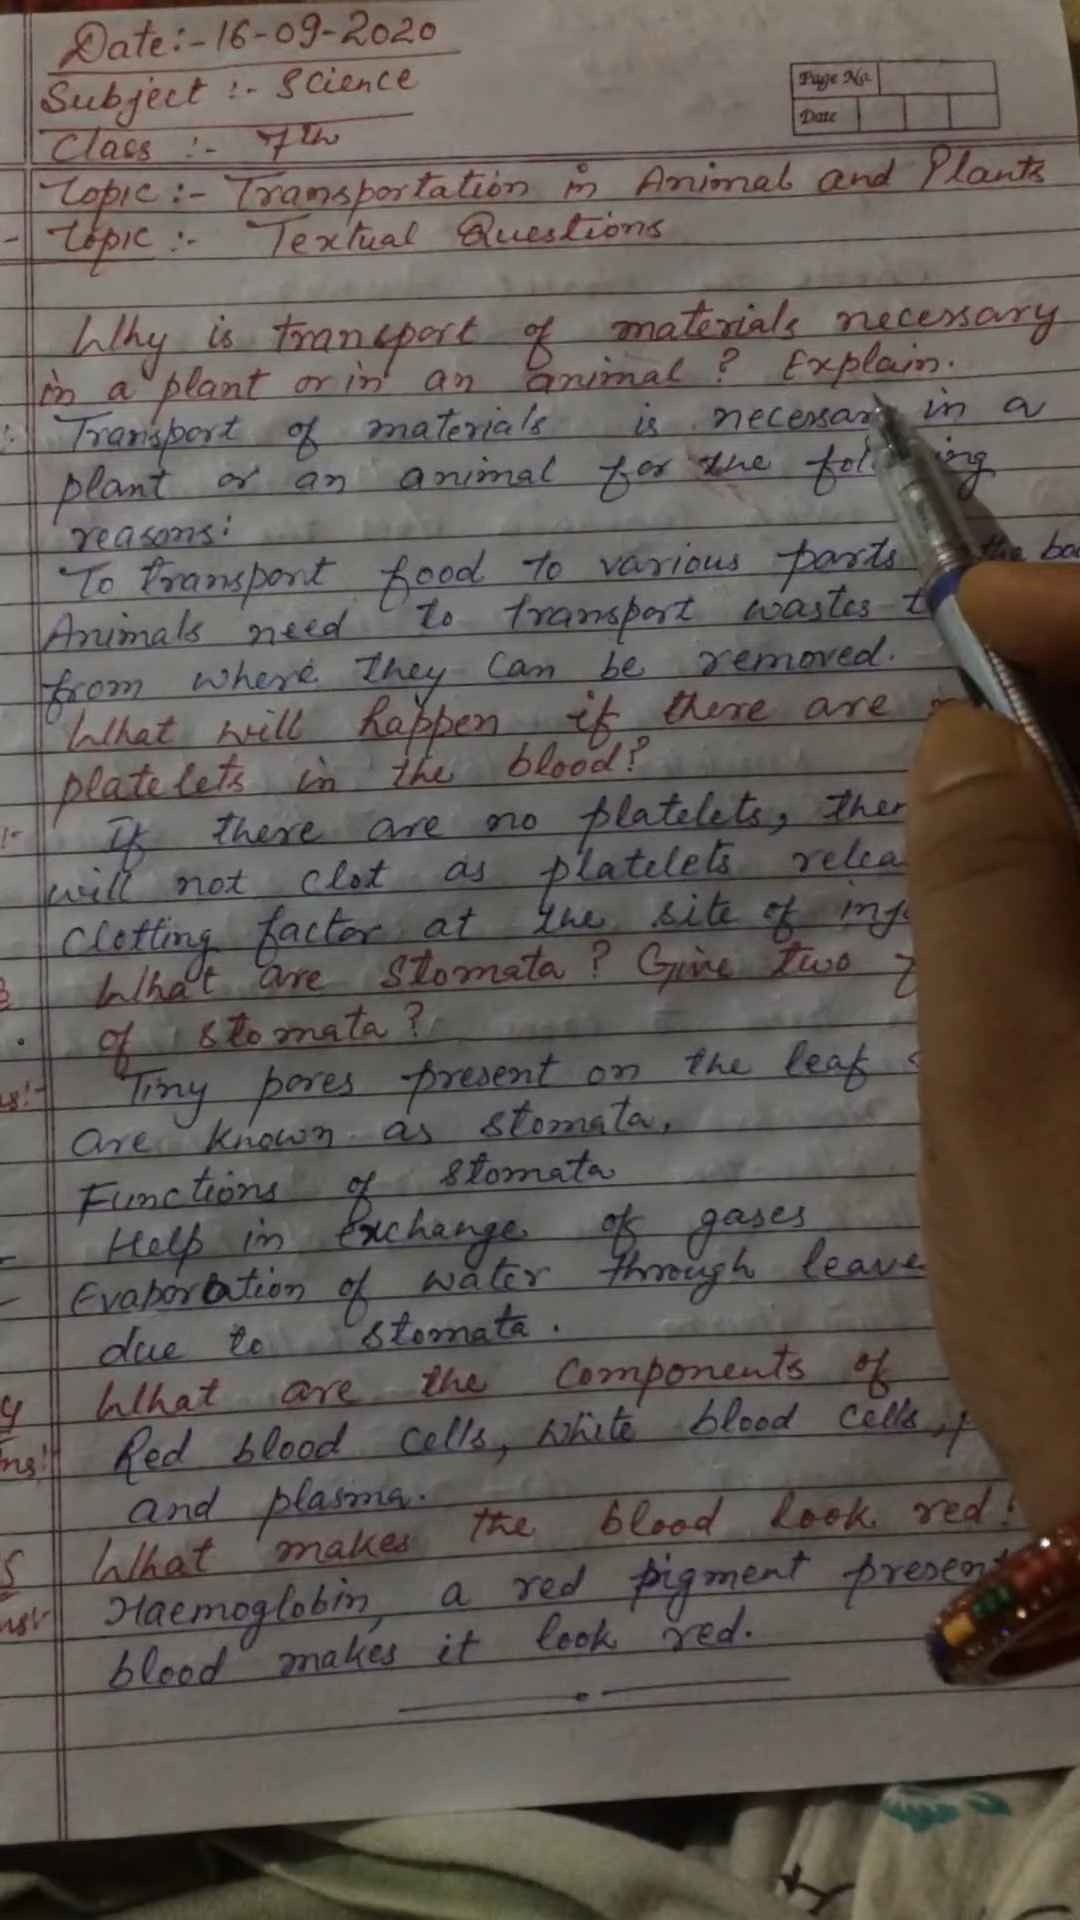 Date:-16-09-2020
Subject :- Science
Page No.
Date
Class :- 7th
Topic:- Transportation in Animal and Plants
- Topic :- Textual Questions
Why is transport of materials necessary
in a plant or in an animal ? Explain.
Transport of materials is necessar in a
plant or an animal for the fol ing
reasons:
To transport food to various parts the
Animals need to transport wastes
from where they can be removed.
What will happen if there are
platelets in the blood?
If there are no platelets,
will not clot as platelets
clotting factor at the site of
What are stomata ? Give two
of stomata ?
Tiny pores present on the leaf
are known as stomata.
Functions of stomata
Help in exchange of gases
Evaporation of water through leave
due to stomata.
What are the components of
Red blood cells, white blood cells,
and plasma.
What makes the blood look red?
Haemoglobin, a red pigment present
blood makes it look red.